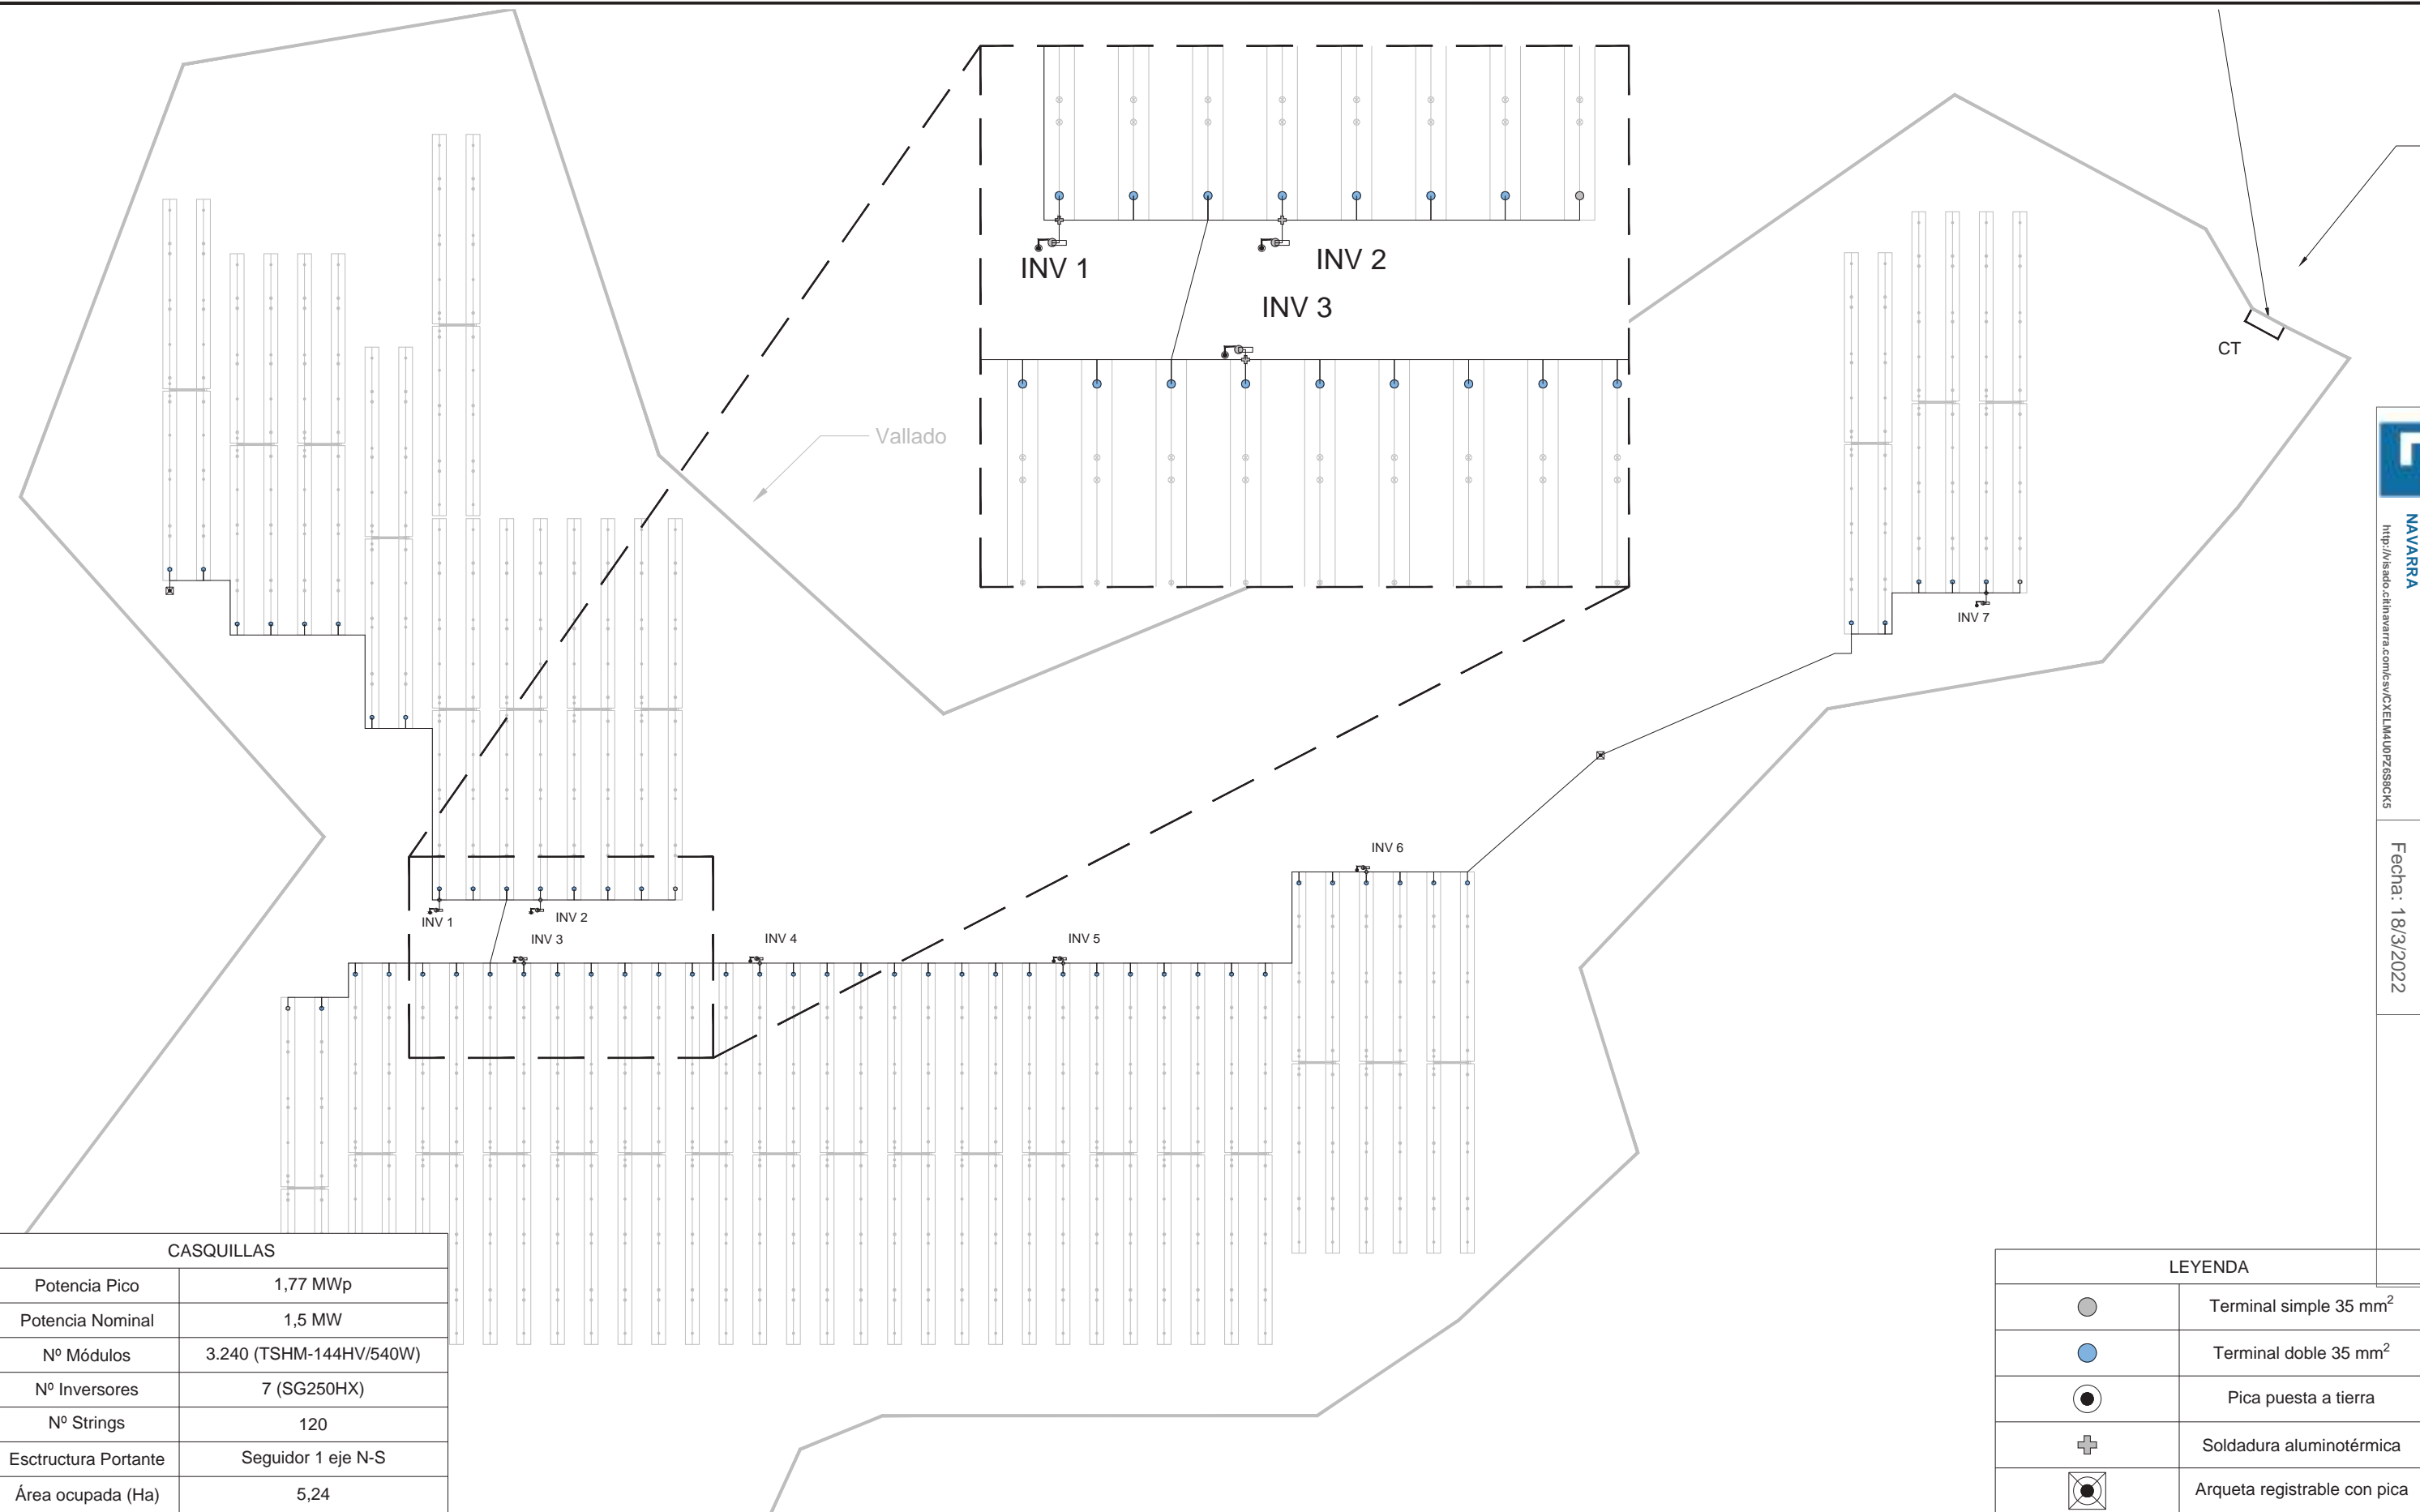 INV 1
INV 2
INV 3
Vallado
CT
INV 7
INV 6
INV 1
INV 2
INV 3
INV 4
INV 5
NAVARRA
http://visado.citinavarra.com/csv/CXELM4U0PZ6S8CK5
Fecha: 18/3/2022
CASQUILLAS
Potencia Pico 1,77 MWp
Potencia Nominal 1,5 MW
Nº Módulos 3.240 (TSHM-144HV/540W)
Nº Inversores 7 (SG250HX)
Nº Strings 120
Esctructura Portante Seguidor 1 eje N-S
Área ocupada (Ha) 5,24
LEYENDA
Terminal simple 35 mm²
Terminal doble 35 mm²
Pica puesta a tierra
Soldadura aluminotérmica
Arqueta registrable con pica